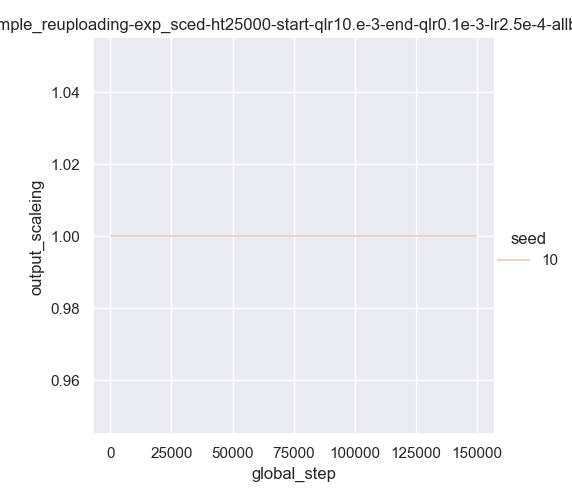 mple_reuploading-exp_sced-ht25000-start-qlr10.e-3-end-qlr0.1e-3-lr2.5e-4-allb
1.04
1.02
1.00
0.98
0.96
output_scaleing
0 25000 50000 75000 100000 125000 150000
global_step
seed
10